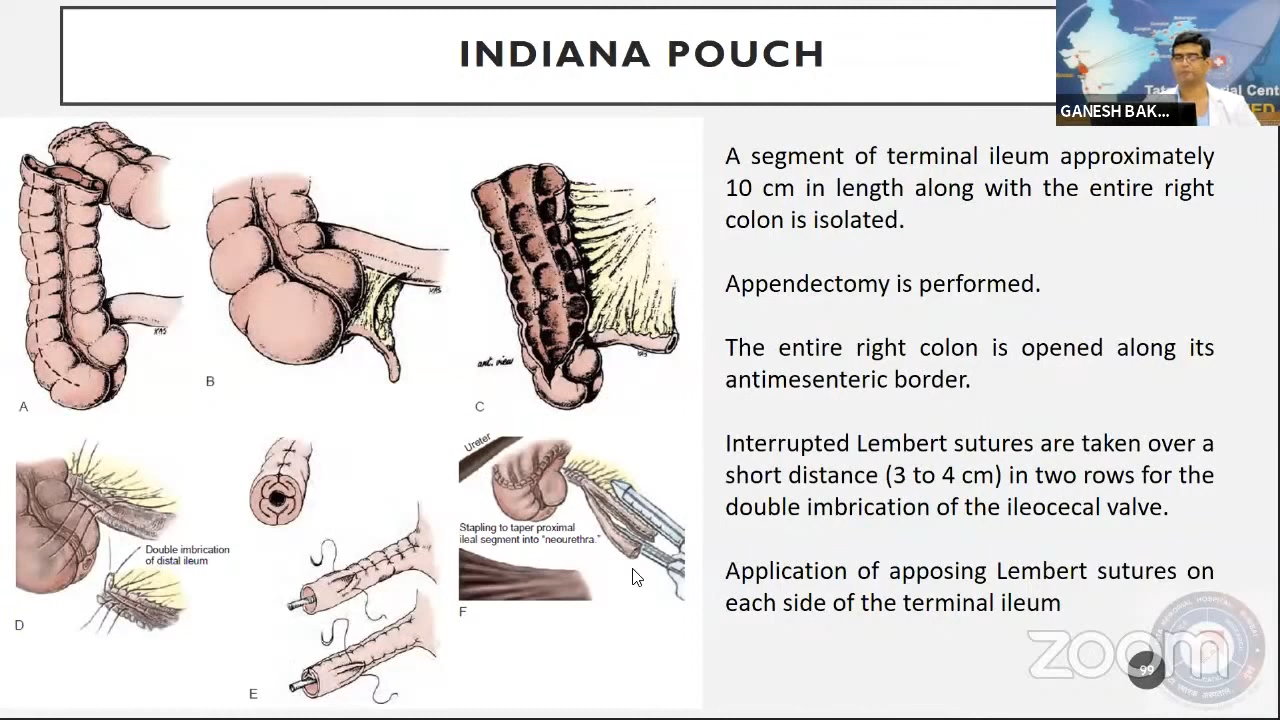 INDIANA POUCH
GANESH BAK...
A segment of terminal ileum approximately
10 cm in length along with the entire right
colon is isolated.
Appendectomy is performed.
The entire right colon is opened along its
antimesenteric border.
Interrupted Lembert sutures are taken over a
short distance (3 to 4 cm) in two rows for the
double imbrication of the ileocecal valve.
Application of apposing Lembert sutures on
each side of the terminal ileum
A
B
ant. view
C
Double imbrication
of distal ileum
D
E
Ureter
Stapling to taper proximal
ileal segment into “neourethra.”
F
zoom
99